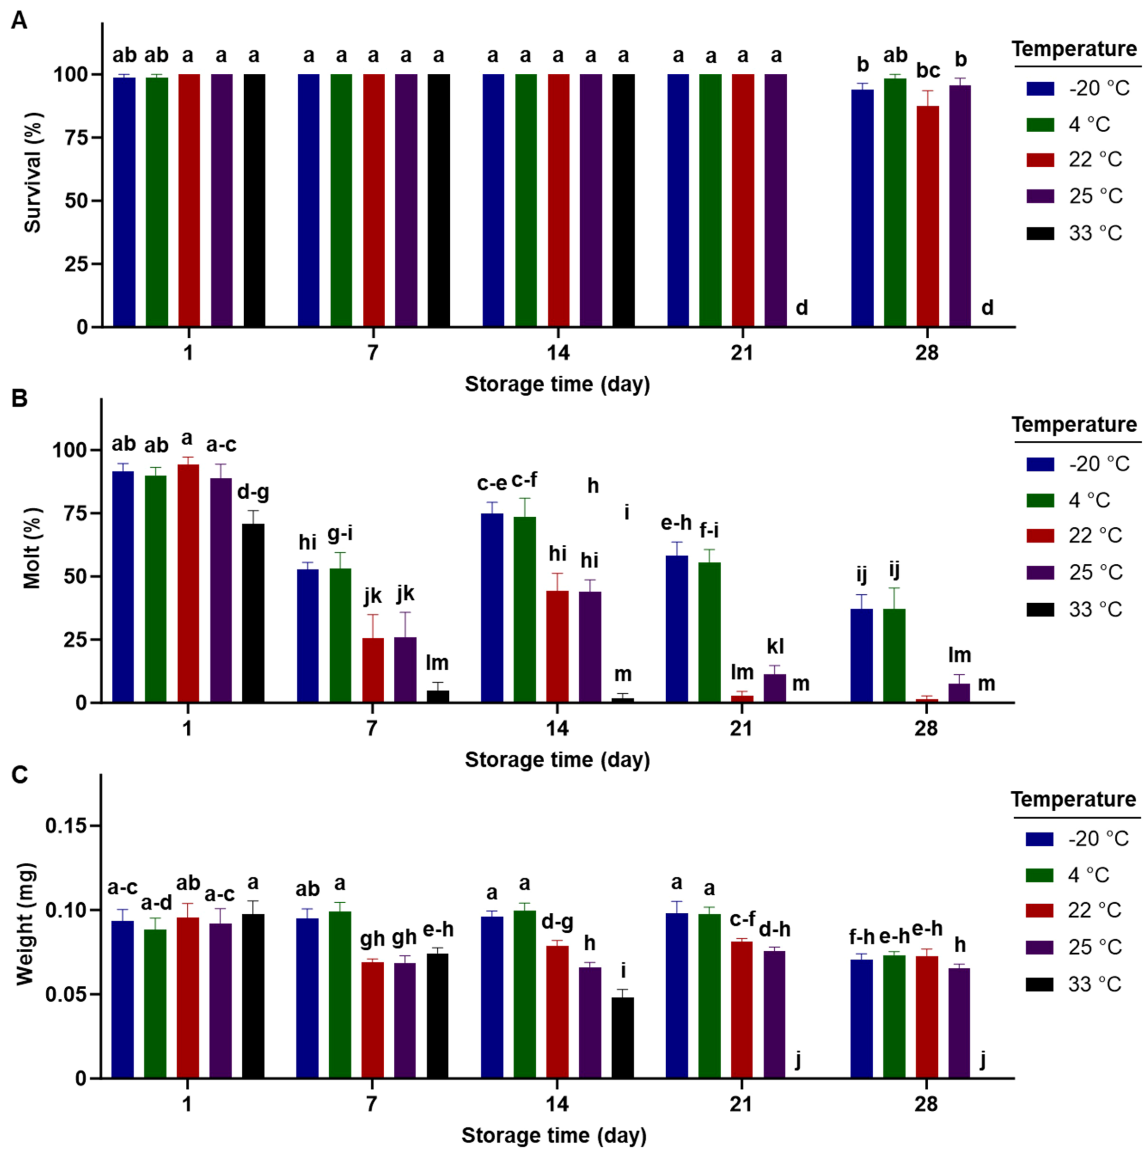 A
ab ab a a a a a a a a a a a a a a a a a d b ab bc b d
100
75
50
25
0
Survival (%)
1 7 14 21 28
Storage time (day)
Temperature
-20 °C
4 °C
22 °C
25 °C
33 °C
B
ab ab a a-c d-g hi g-i jk jk lm c-e c-f hi hi h i m e-h f-i lm kl m ij ij lm m
100
75
50
25
0
Molt (%)
1 7 14 21 28
Storage time (day)
Temperature
-20 °C
4 °C
22 °C
25 °C
33 °C
C
a-c a-d ab a-c a ab a gh gh e-h a a d-g h i a a c-f d-h j f-h e-h e-h h j
0.15
0.10
0.05
0
Weight (mg)
1 7 14 21 28
Storage time (day)
Temperature
-20 °C
4 °C
22 °C
25 °C
33 °C